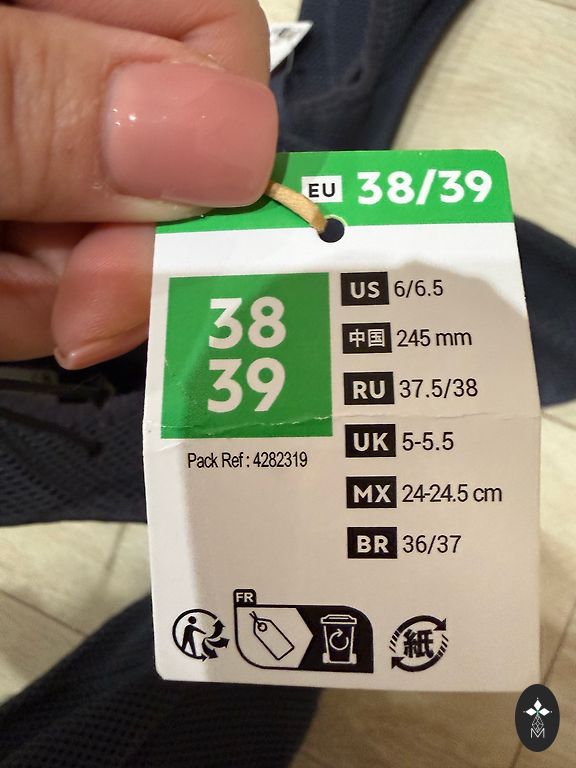 EU 38/39
38
39
Pack Ref : 4282319
US 6/6.5
中国 245 mm
RU 37.5/38
UK 5-5.5
MX 24-24.5 cm
BR 36/37
FR
紙
M